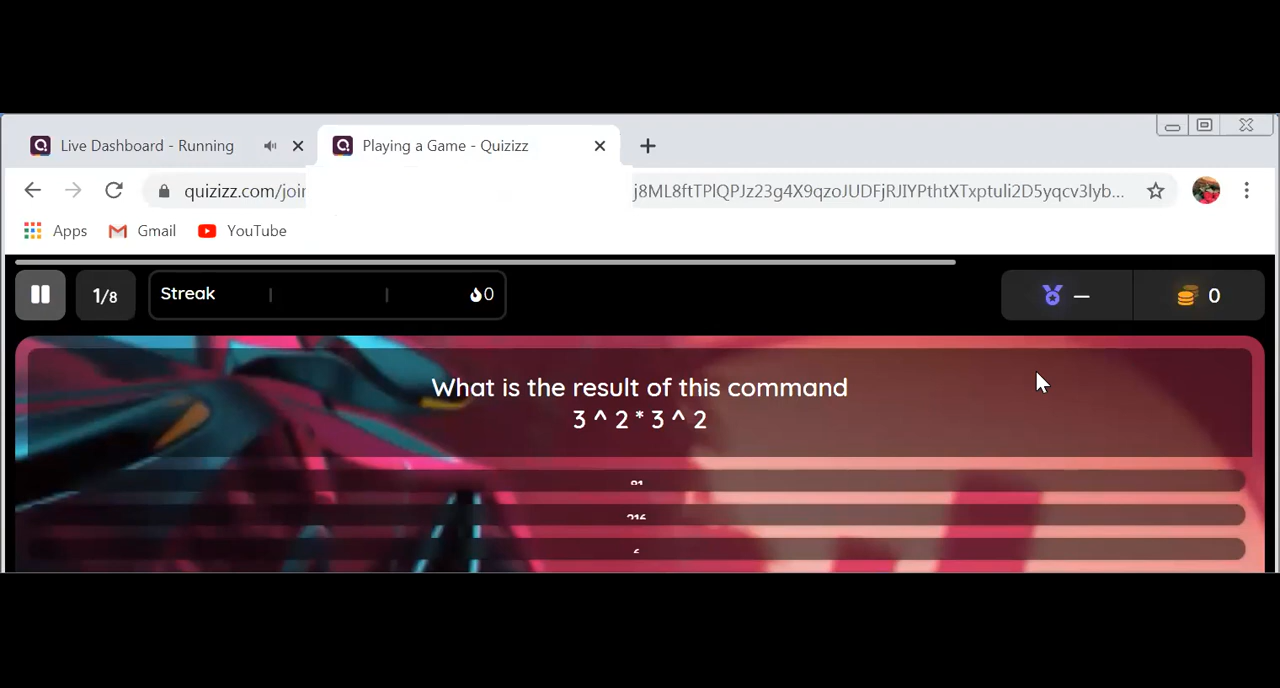 Live Dashboard - Running
Playing a Game - Quizizz
quizizz.com/joir
j8ML8ftTPlQPJz23g4X9qzoJUDFjRJIYPthtXTxptuli2D5yqcv3lyb...
Apps Gmail YouTube
1/8 Streak 0 — 0
What is the result of this command
3 ^ 2 * 3 ^ 2